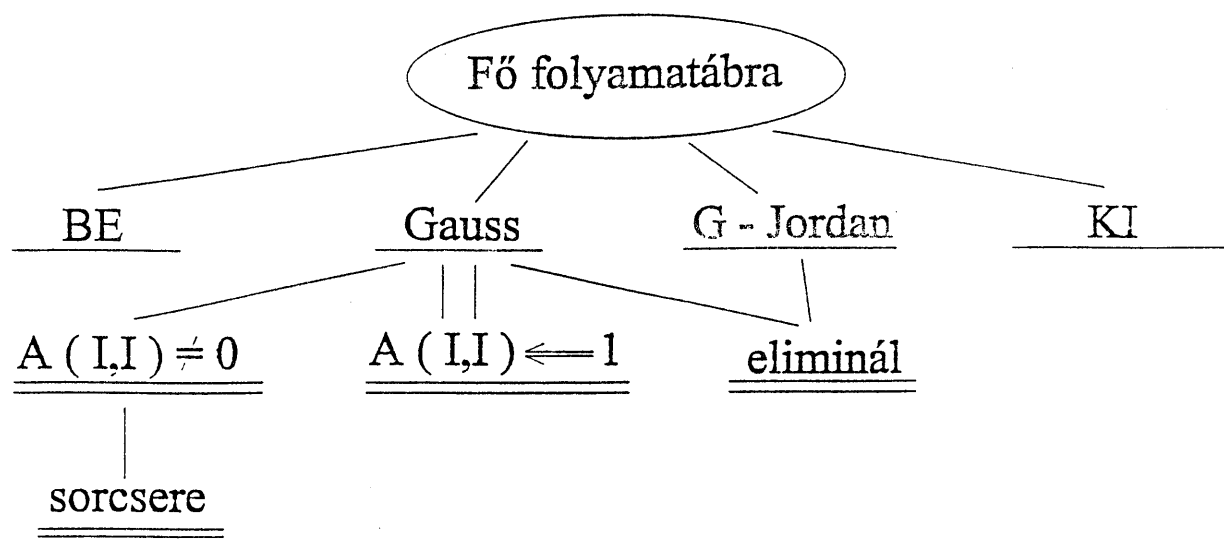 Fő folyamatábra
BE Gauss G - Jordan KI
A ( I,I ) ≠ 0 A ( I,I ) ⟸ 1 eliminál
sorcsere